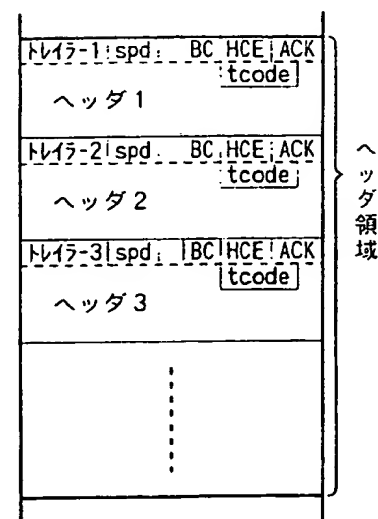 トレイラ-1 spd BC HCE ACK
tcode
ヘッダ1
トレイラ-2 spd BC HCE ACK
tcode
ヘッダ2
トレイラ-3 spd BC HCE ACK
tcode
ヘッダ3
ヘッダ領域